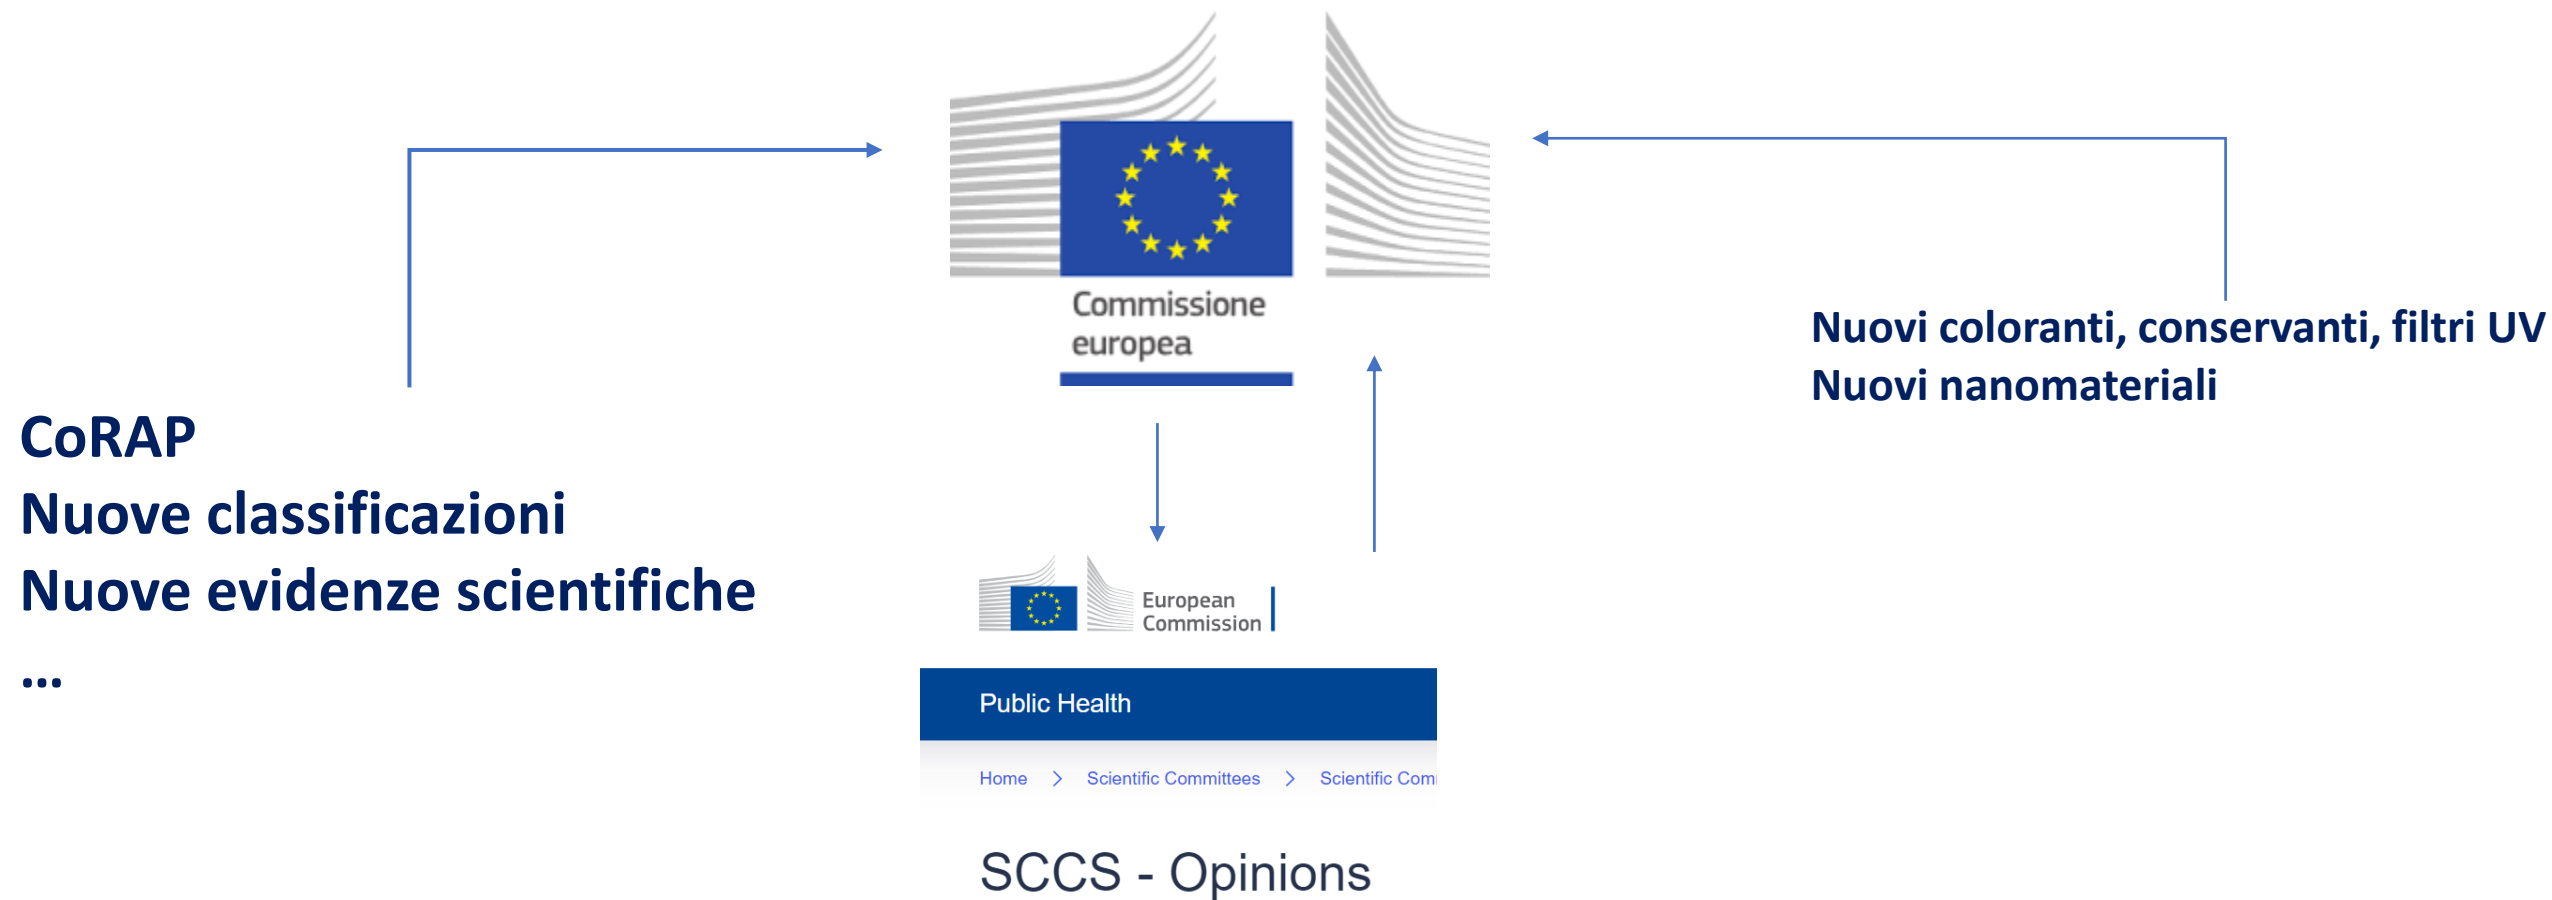 Commissione
europea
CoRAP
Nuove classificazioni
Nuove evidenze scientifiche
...
Nuovi coloranti, conservanti, filtri UV
Nuovi nanomateriali
European
Commission
Public Health
Home > Scientific Committees > Scientific
SCCS - Opinions